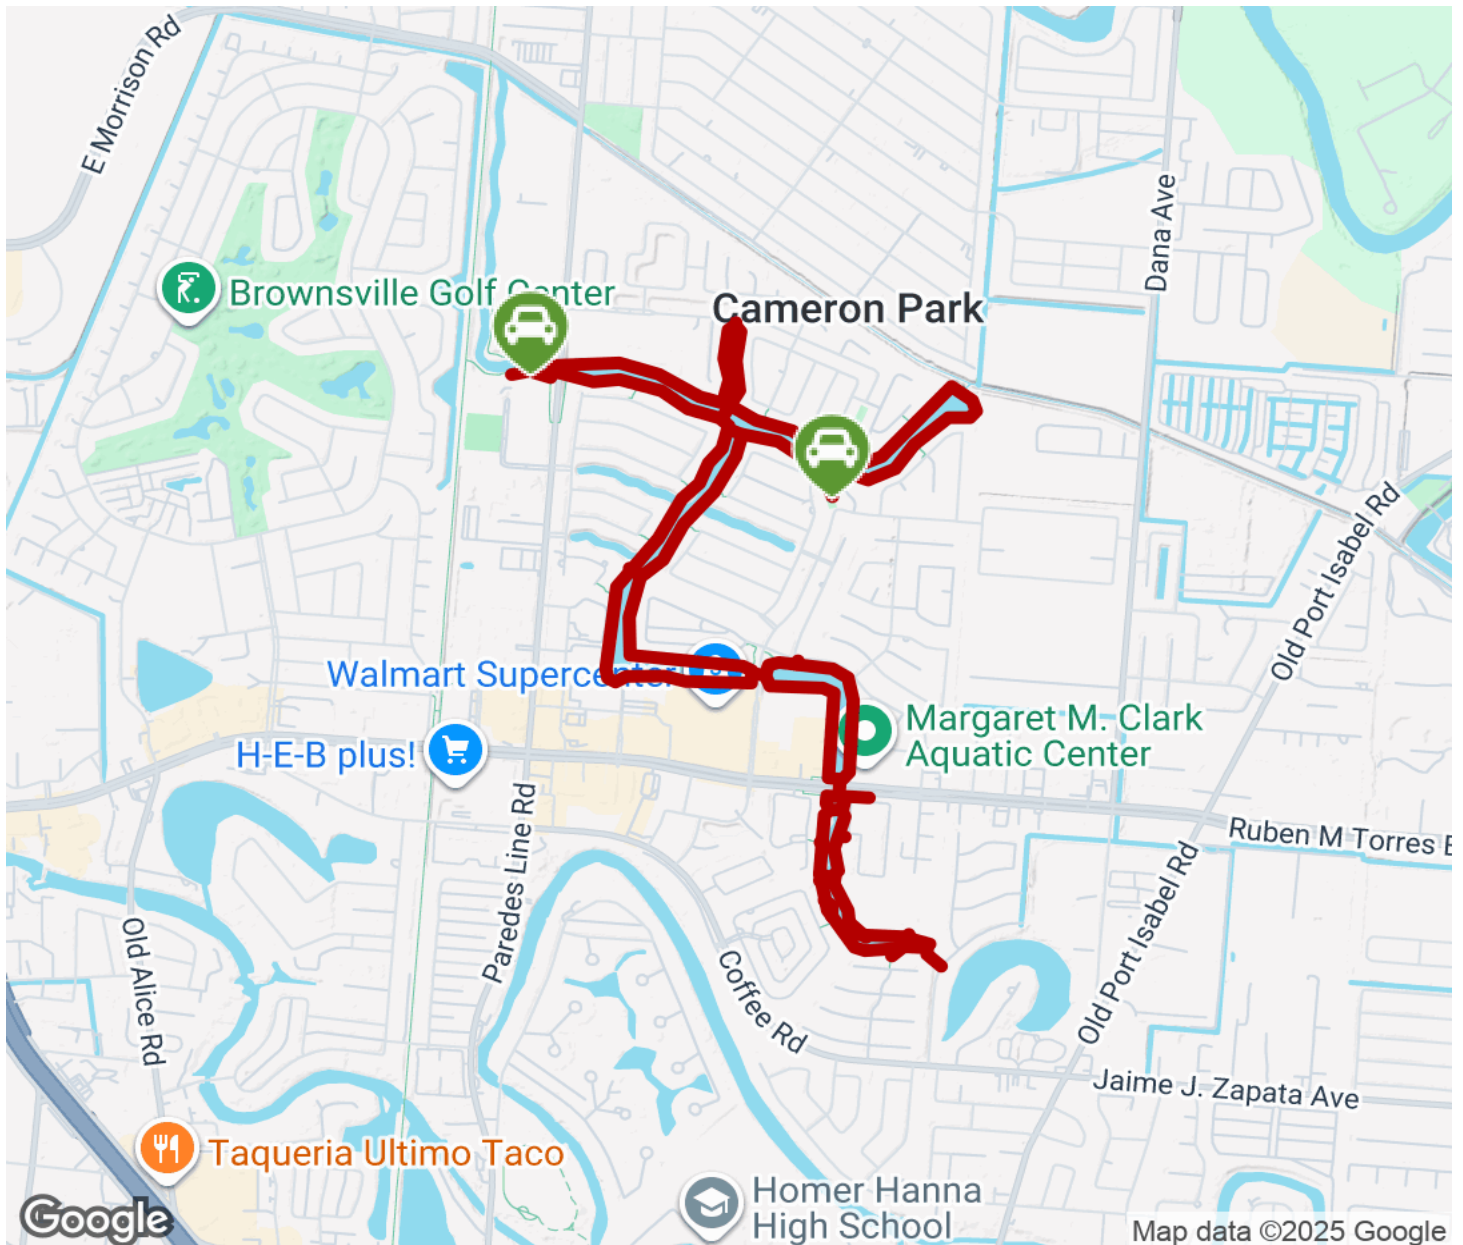 E Morrison Rd
Dana Ave
Brownsville Golf Center
Cameron Park
Old Port Isabel Rd
Walmart Supercenter
Margaret M. Clark
Aquatic Center
H-E-B plus!
Paredes Line Rd
Ruben M Torres B
Old Alice Rd
Coffee Rd
Old Port Isabel Rd
Jaime J. Zapata Ave
Taqueria Ultimo Taco
Homer Hanna
High School
Google
Map data ©2025 Google